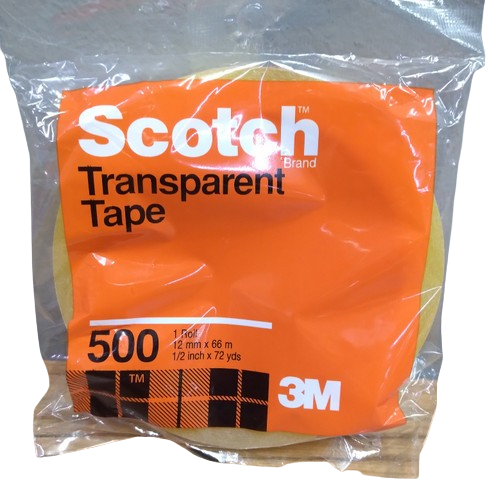 Scotch™
Brand
Transparent
Tape
500
1 Roll
12 mm x 66 m
1/2 inch x 72 yds
™
3M